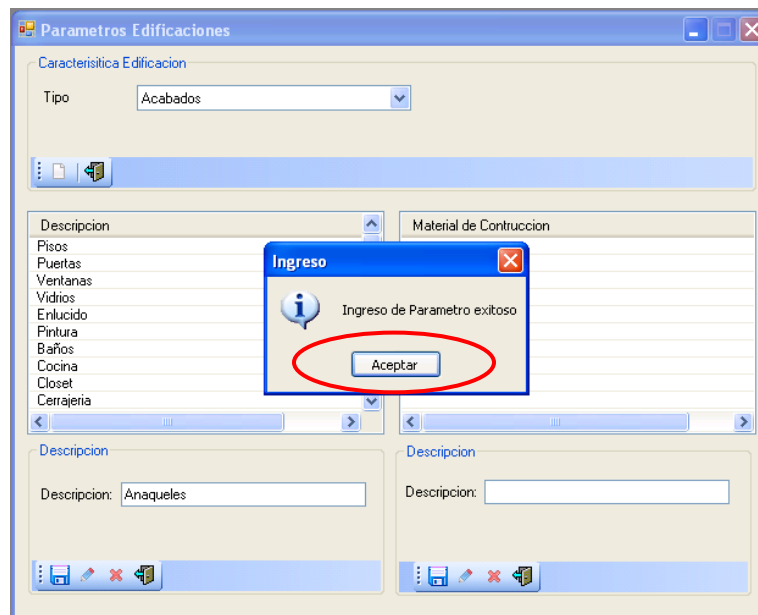 Parametros Edificaciones
Caracterisitica Edificacion
Tipo
Acabados
Descripcion
Material de Contruccion
Pisos
Puertas
Ventanas
Vidrios
Enlucido
Pintura
Baños
Cocina
Closet
Cerrajeria
Ingreso
Ingreso de Parametro exitoso
Aceptar
Descripcion
Descripcion: Anaqueles
Descripcion
Descripcion: